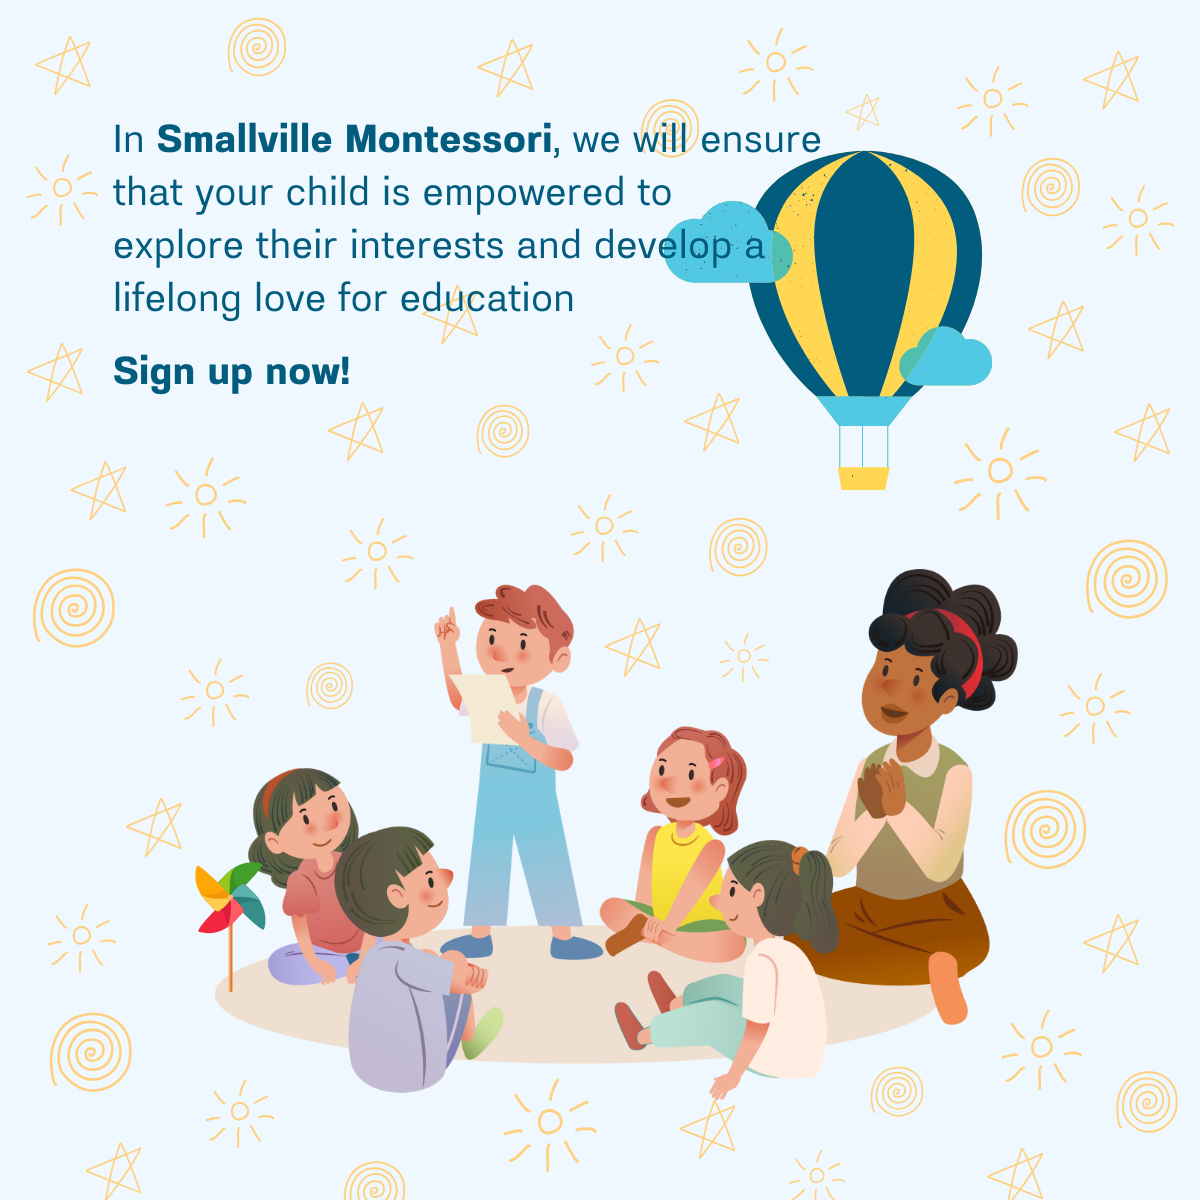 In Smallville Montessori, we will ensure
that your child is empowered to
explore their interests and develop a
lifelong love for education
Sign up now!